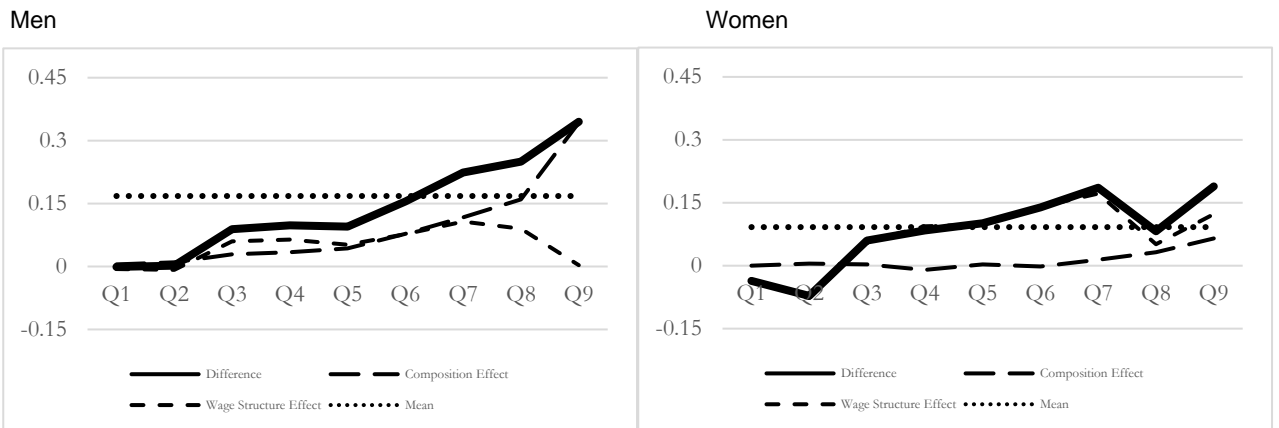 Men
Women
0.45
0.3
0.15
0
-0.15
Q1 Q2 Q3 Q4 Q5 Q6 Q7 Q8 Q9
Difference Composition Effect
Wage Structure Effect Mean
0.45
0.3
0.15
0
-0.15
Q1 Q2 Q3 Q4 Q5 Q6 Q7 Q8 Q9
Difference Composition Effect
Wage Structure Effect Mean